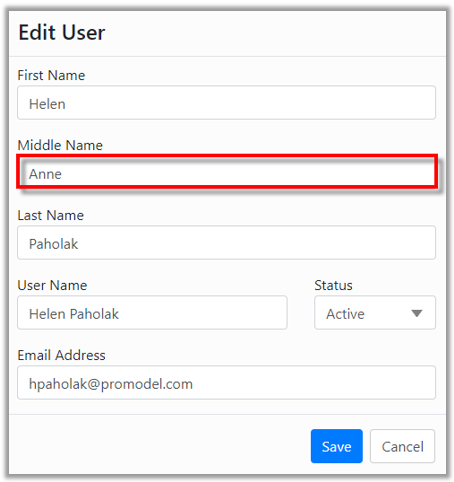 Edit User
First Name
Helen
Middle Name
Anne
Last Name
Paholak
User Name
Status
Helen Paholak
Active
Email Address
hpaholak@promodel.com
Save
Cancel